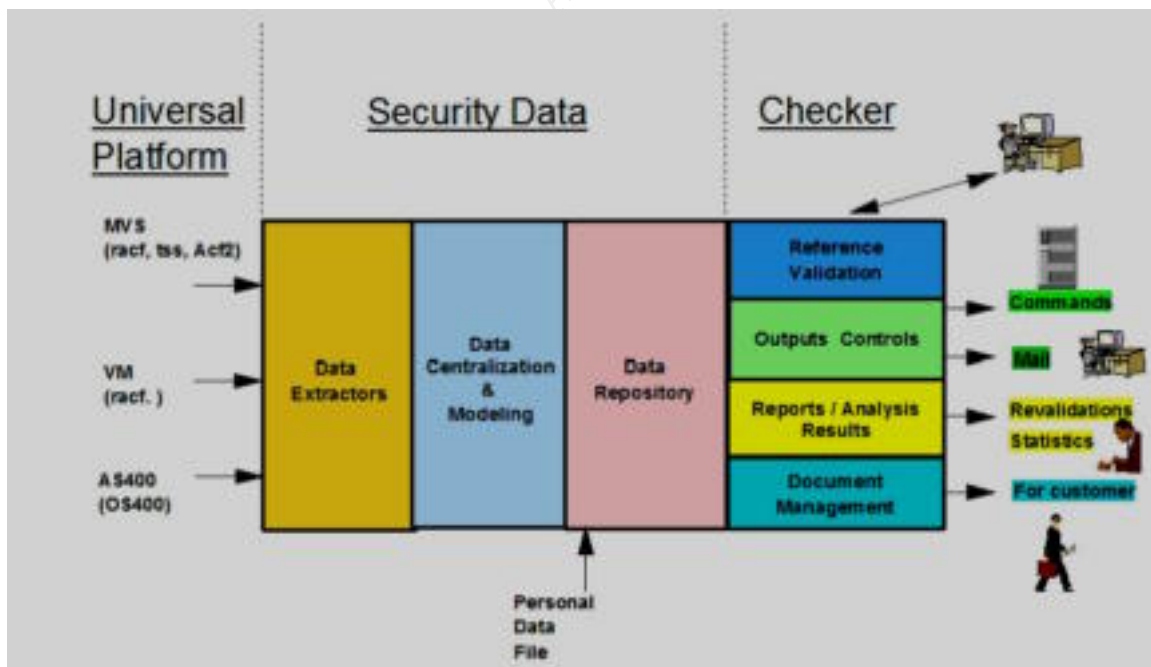 Universal
Platform
Security Data
Checker
MVS
(racf, tss, Acf2)
VM
(racf. )
AS400
(OS400)
Data
Extractors
Data
Centralization
&
Modeling
Data
Repository
Reference
Validation
Outputs Controls
Reports / Analysis
Results
Document
Management
Commands
Mail
Revalidations
Statistics
For customer
Personal
Data
File